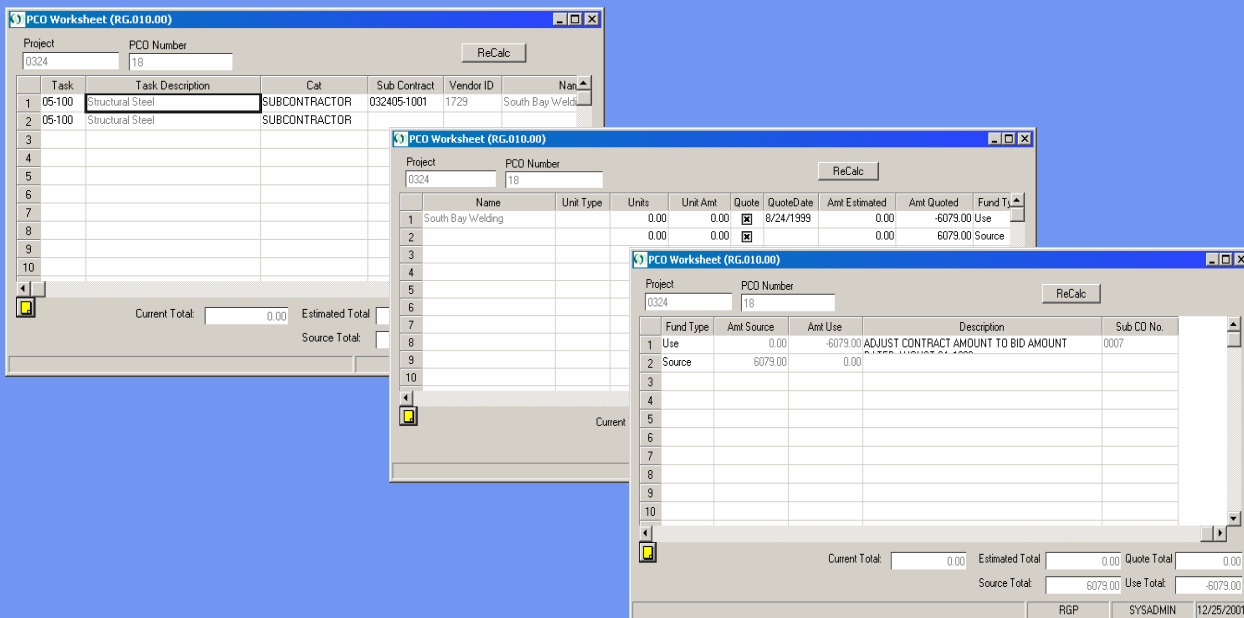 PCO Worksheet (RG.010.00)
Project PCO Number
0324 18 ReCalc
Task Task Description Cat Sub Contract Vendor ID
1 05-100 Structural Steel SUBCONTRACTOR 032405-1001 1729 South Bay
2 05-100 Structural Steel SUBCONTRACTOR
3
4
5
6
7
8
9
10
Current Total: 0.00 Estimated Total
Source Total:
PCO Worksheet (RG.010.00)
Project PCO Number
0324 18 ReCalc
Name Unit Type Units Unit Amt Quote QuoteDate Amt Estimated Amt Quoted Fund
1 South Bay Welding 0.00 0.00 8/24/1999 0.00 -6079.00 Use
2 0.00 0.00 0.00 6079.00 Source
3
4
5
6
7
8
9
10
Current
PCO Worksheet (RG.010.00)
Project PCO Number
0324 18 ReCalc
Fund Type Amt Source Amt Use Description Sub CO No.
1 Use 0.00 -6079.00 ADJUST CONTRACT AMOUNT TO BID AMOUNT 0007
2 Source 6079.00 0.00
3
4
5
6
7
8
9
10
Current Total: 0.00 Estimated Total 0.00 Quote Total 0.00
Source Total: 6079.00 Use Total: -6079.00
RGP SYSADMIN 12/25/2001